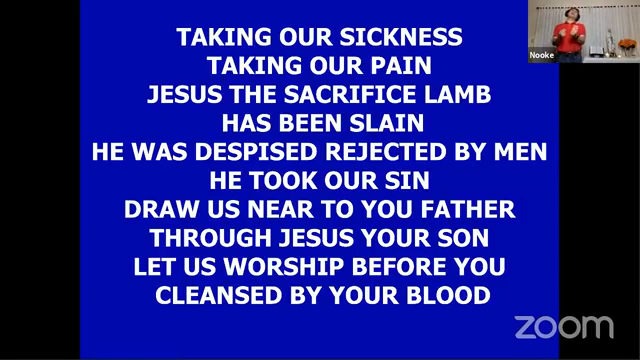 TAKING OUR SICKNESS
TAKING OUR PAIN
JESUS THE SACRIFICE LAMB
HAS BEEN SLAIN
HE WAS DESPISED REJECTED BY MEN
HE TOOK OUR SIN
DRAW US NEAR TO YOU FATHER
THROUGH JESUS YOUR SON
LET US WORSHIP BEFORE YOU
CLEANSED BY YOUR BLOOD
Nooke
zoom